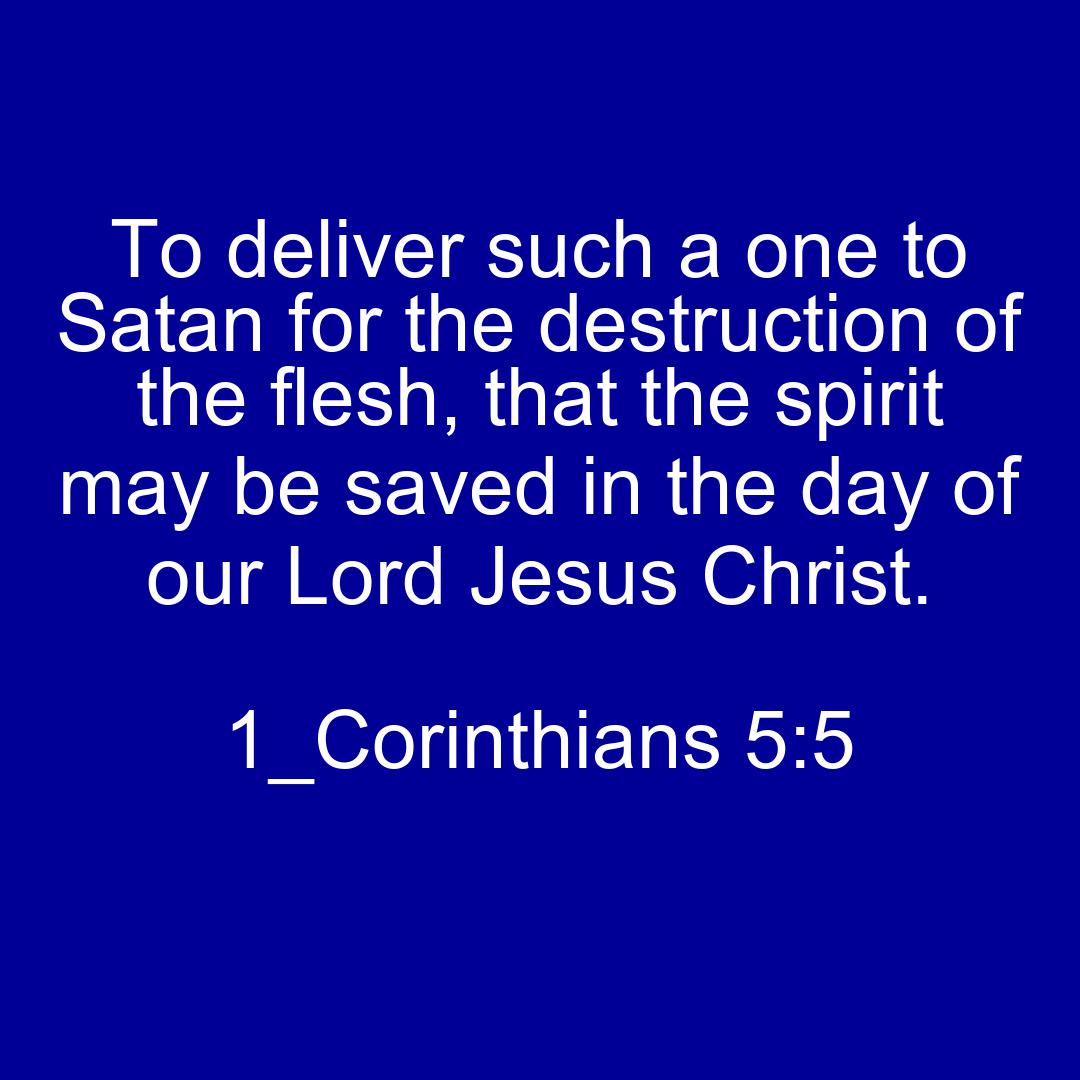 To deliver such a one to
Satan for the destruction of
the flesh, that the spirit
may be saved in the day of
our Lord Jesus Christ.
1_Corinthians 5:5